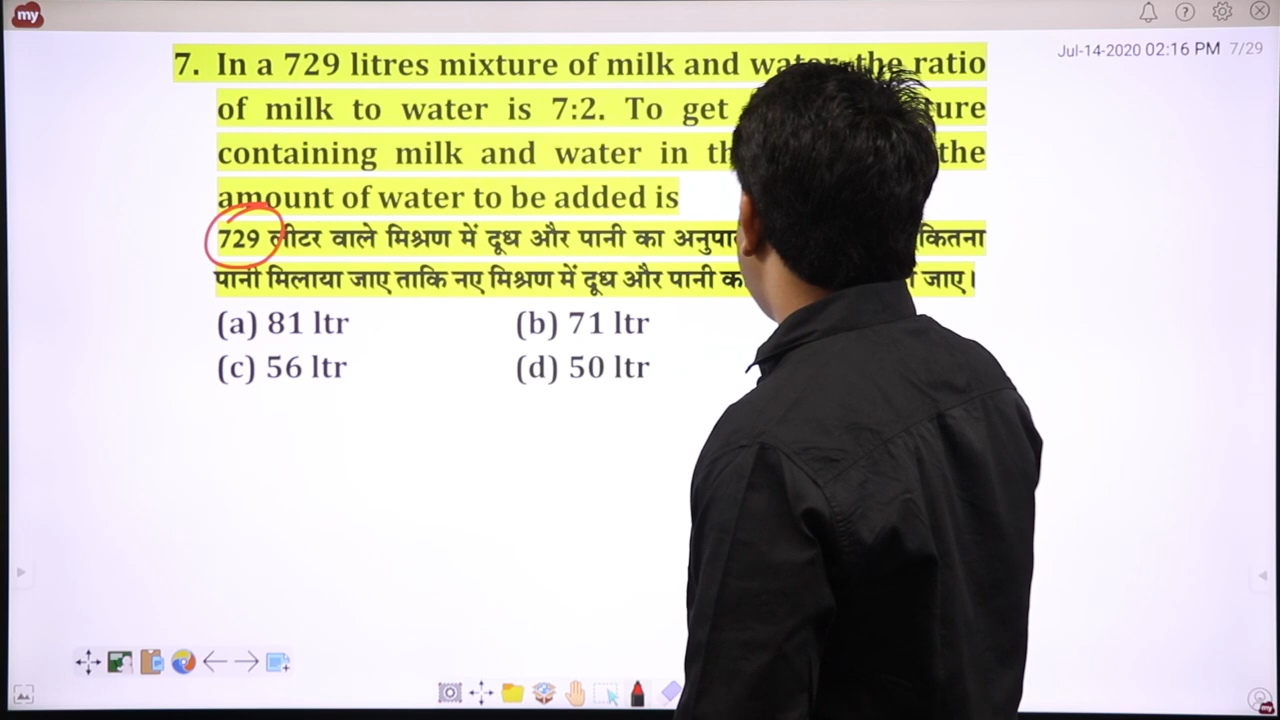 my
Jul-14-2020 02:16 PM 7/29
7. In a 729 litres mixture of milk and water the ratio
of milk to water is 7:2. To get
containing milk and water in the
amount of water to be added is
729 लीटर वाले मिश्रण में दूध और पानी का कितना
पानी मिलाया जाए ताकि नए मिश्रण में दूध और पानी जाए।
(a) 81 ltr (b) 71 ltr
(c) 56 ltr (d) 50 ltr
my